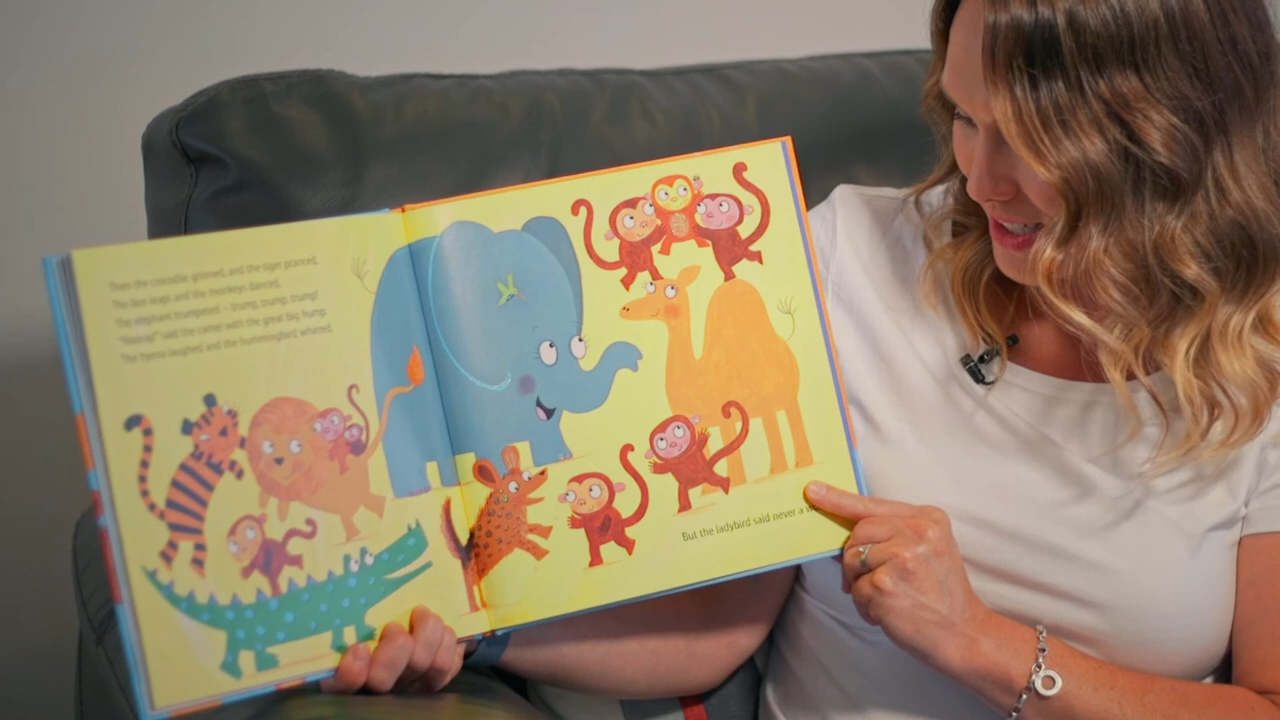 Then the crocodile grinned, and the tiger pranced,
The lion leapt and the monkeys danced,
The elephant trumpeted – trump, trump, trump!
"Hooray!" said the camel with the great big hump.
The hyena laughed and the hummingbird whirred.
But the ladybird said never a